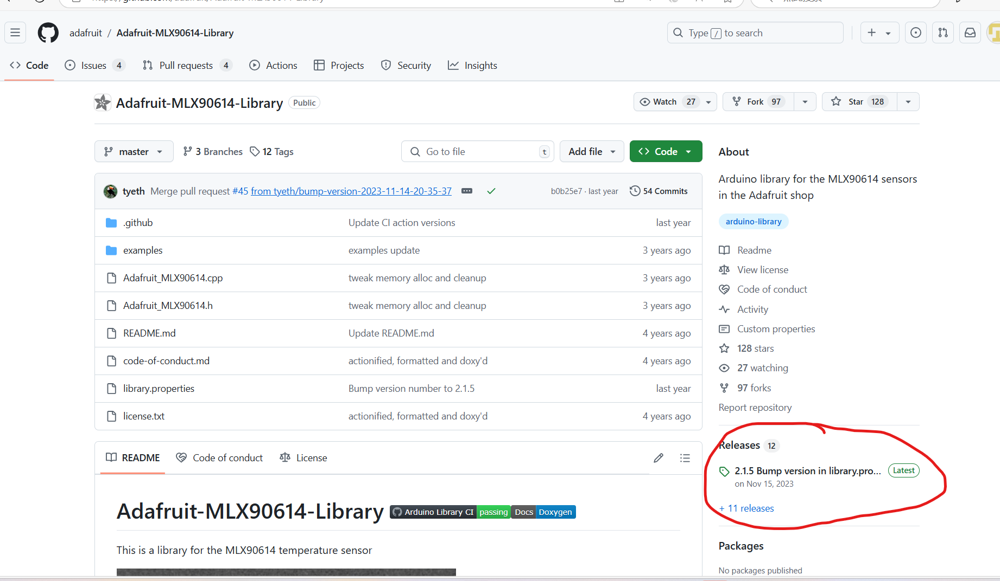 adafruit / Adafruit-MLX90614-Library
Type / to search
Code
Issues 4
Pull requests 4
Actions
Projects
Security
Insights
Adafruit-MLX90614-Library Public
Watch 27
Fork 97
Star 128
master
3 Branches
12 Tags
Go to file t
Add file
Code
tyeth Merge pull request #45 from tyeth/bump-version-2023-11-14-20-35-37
b0b25e7 · last year
54 Commits
.github Update CI action versions last year
examples examples update 3 years ago
Adafruit_MLX90614.cpp tweak memory alloc and cleanup 3 years ago
Adafruit_MLX90614.h tweak memory alloc and cleanup 3 years ago
README.md Update README.md 4 years ago
code-of-conduct.md actionified, formatted and doxy'd 4 years ago
library.properties Bump version number to 2.1.5 last year
license.txt actionified, formatted and doxy'd 4 years ago
README
Code of conduct
License
Adafruit-MLX90614-Library
Arduino Library CI passing
Docs Doxygen
This is a library for the MLX90614 temperature sensor
About
Arduino library for the MLX90614 sensors
in the Adafruit shop
arduino-library
Readme
View license
Code of conduct
Activity
Custom properties
128 stars
27 watching
97 forks
Report repository
Releases 12
2.1.5 Bump version in library.pro... Latest
on Nov 15, 2023
+ 11 releases
Packages
No packages published